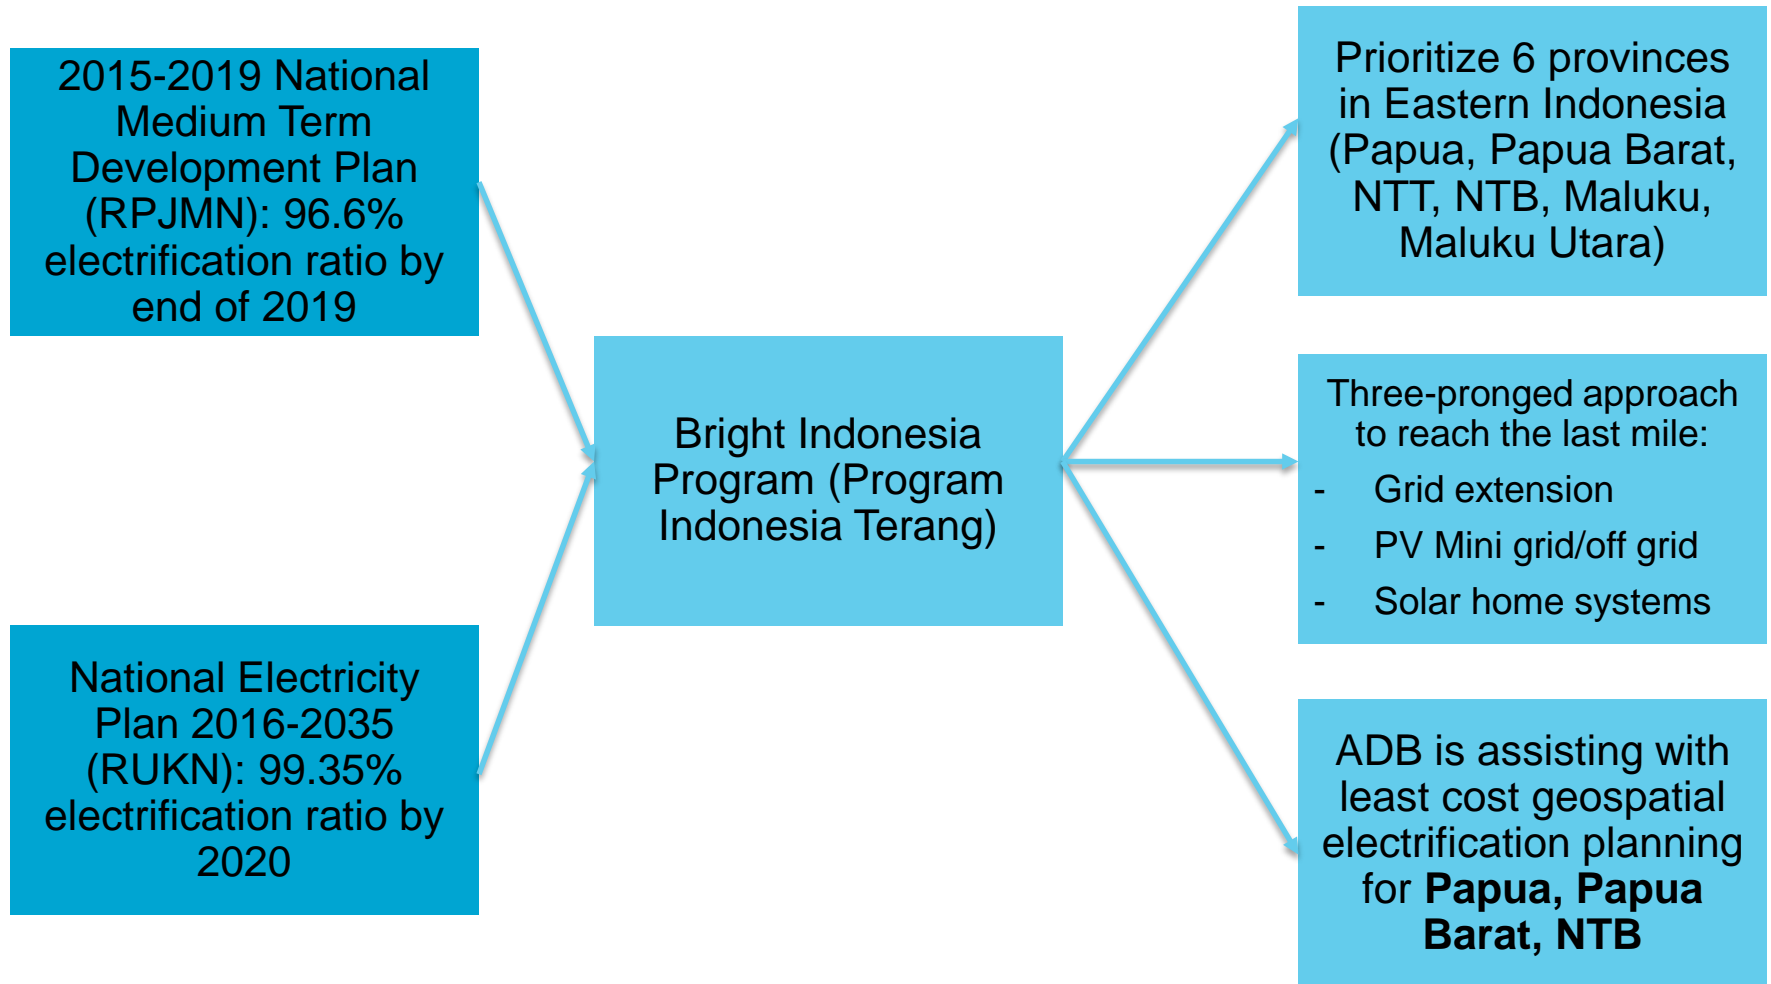 2015-2019 National
Medium Term
Development Plan
(RPJMN): 96.6%
electrification ratio by
end of 2019
National Electricity
Plan 2016-2035
(RUKN): 99.35%
electrification ratio by
2020
Bright Indonesia
Program (Program
Indonesia Terang)
Prioritize 6 provinces
in Eastern Indonesia
(Papua, Papua Barat,
NTT, NTB, Maluku,
Maluku Utara)
Three-pronged approach
to reach the last mile:
- Grid extension
- PV Mini grid/off grid
- Solar home systems
ADB is assisting with
least cost geospatial
electrification planning
for Papua, Papua
Barat, NTB